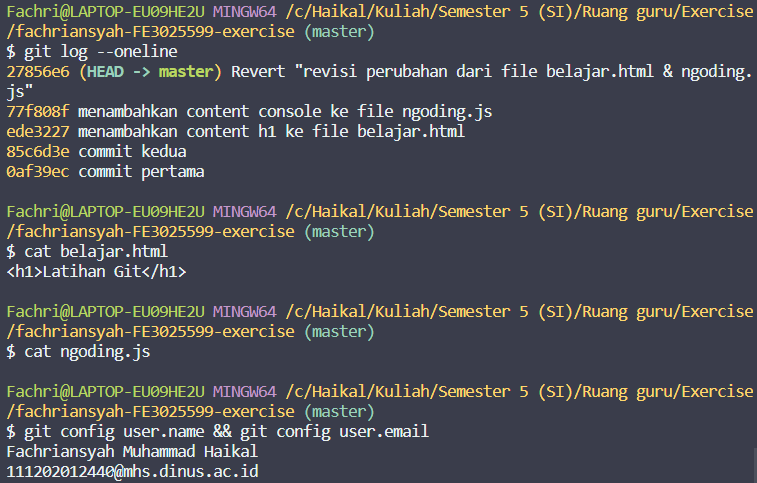 Fachri@LAPTOP-EU09HE2U MINGW64 /c/Haikal/Kuliah/Semester 5 (SI)/Ruang guru/Exercise
/fachriansyah-FE3025599-exercise (master)
$ git log --oneline
27856e6 (HEAD -> master) Revert "revisi perubahan dari file belajar.html & ngoding.
js"
77f808f menambahkan content console ke file ngoding.js
ede3227 menambahkan content h1 ke file belajar.html
85c6d3e commit kedua
0af39ec commit pertama
Fachri@LAPTOP-EU09HE2U MINGW64 /c/Haikal/Kuliah/Semester 5 (SI)/Ruang guru/Exercise
/fachriansyah-FE3025599-exercise (master)
$ cat belajar.html
<h1>Latihan Git</h1>
Fachri@LAPTOP-EU09HE2U MINGW64 /c/Haikal/Kuliah/Semester 5 (SI)/Ruang guru/Exercise
/fachriansyah-FE3025599-exercise (master)
$ cat ngoding.js
Fachri@LAPTOP-EU09HE2U MINGW64 /c/Haikal/Kuliah/Semester 5 (SI)/Ruang guru/Exercise
/fachriansyah-FE3025599-exercise (master)
$ git config user.name && git config user.email
Fachriansyah Muhammad Haikal
111202012440@mhs.dinus.ac.id